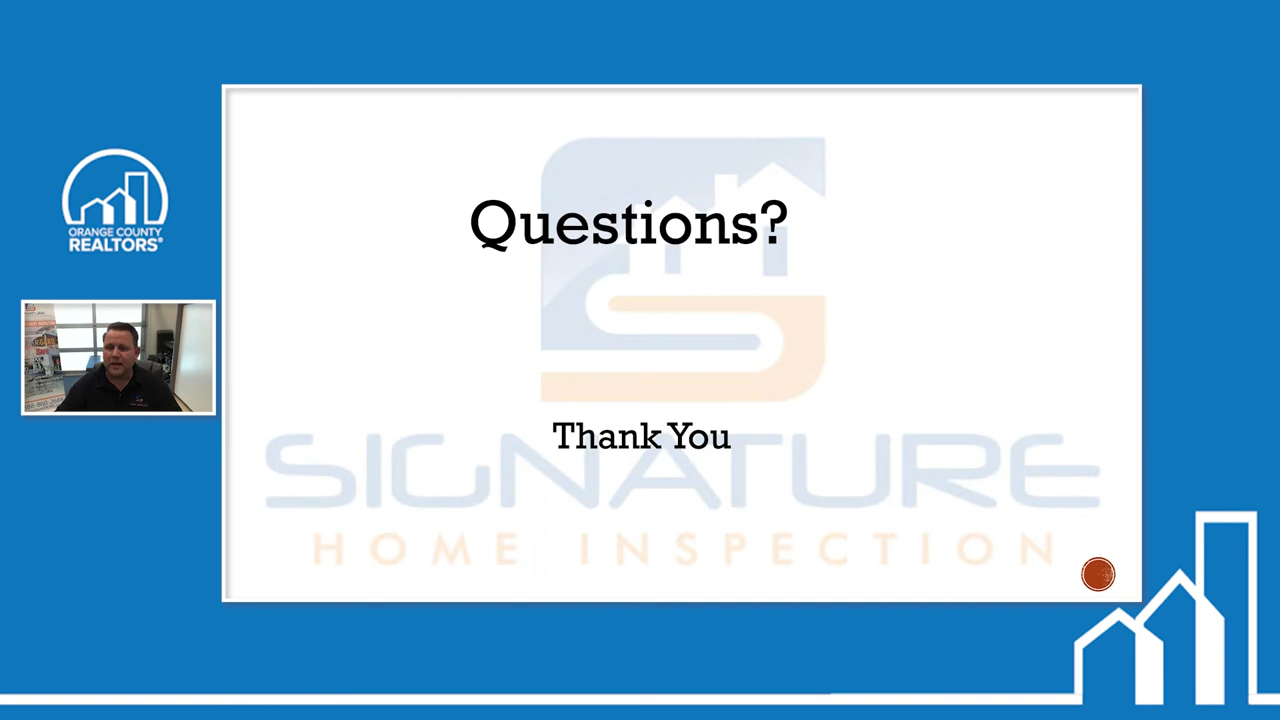 ORANGE COUNTY
REALTORS®
Questions?
Thank You
SIGNATURE
HOME INSPECTION